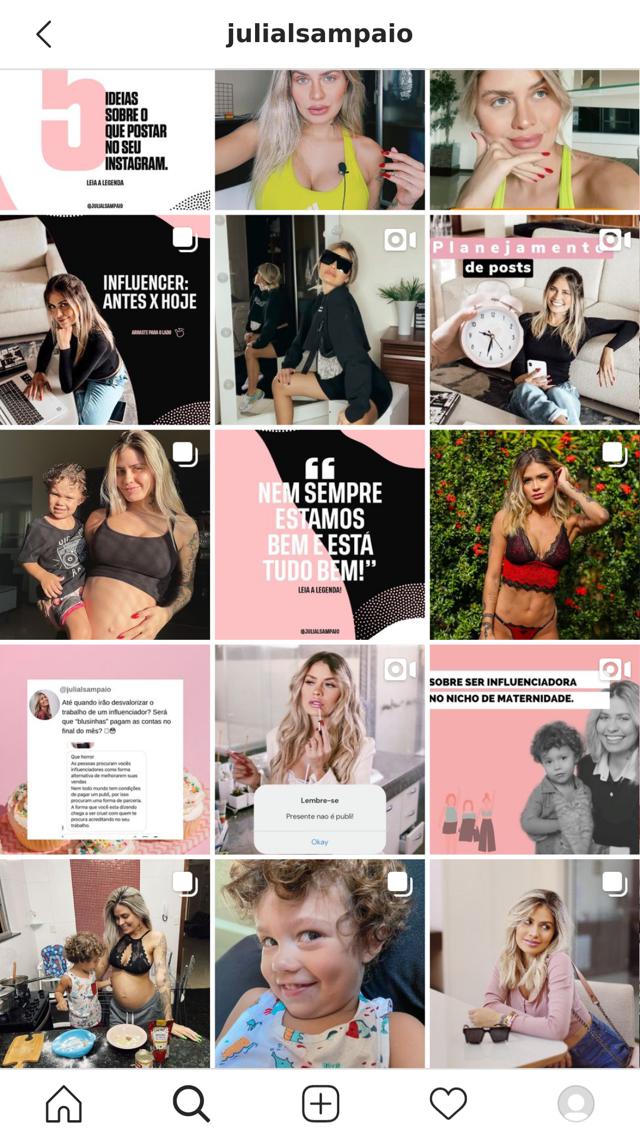 julialsampaio
5
IDEIAS
SOBRE O
QUE POSTAR
NO SEU
INSTAGRAM.
LEIA A LEGENDA
@JULIALSAMPAIO
INFLUENCER:
ANTES X HOJE
ARRASTE PARA O LADO
Planejamento
de posts
“
NEM SEMPRE
ESTAMOS
BEM E ESTÁ
TUDO BEM!”
LEIA A LEGENDA!
@JULIALSAMPAIO
@julialsampaio
Até quando irão desvalorizar o
trabalho de um influenciador? Será
que "blusinhas" pagam as contas no
final do mês?
Que horror
As pessoas procuram vocês
influenciadores como forma
alternativa de melhorarem suas
vendas
Nem todo mundo tem condições
de pagar um publi, por isso
procuram uma forma de parceria.
A forma que você esta dizendo
chega a ser cruel com quem te
procura acreditando no seu
trabalho.
Lembre-se
Presente nao é publi!
Okay
SOBRE SER INFLUENCIADORA
NO NICHO DE MATERNIDADE.